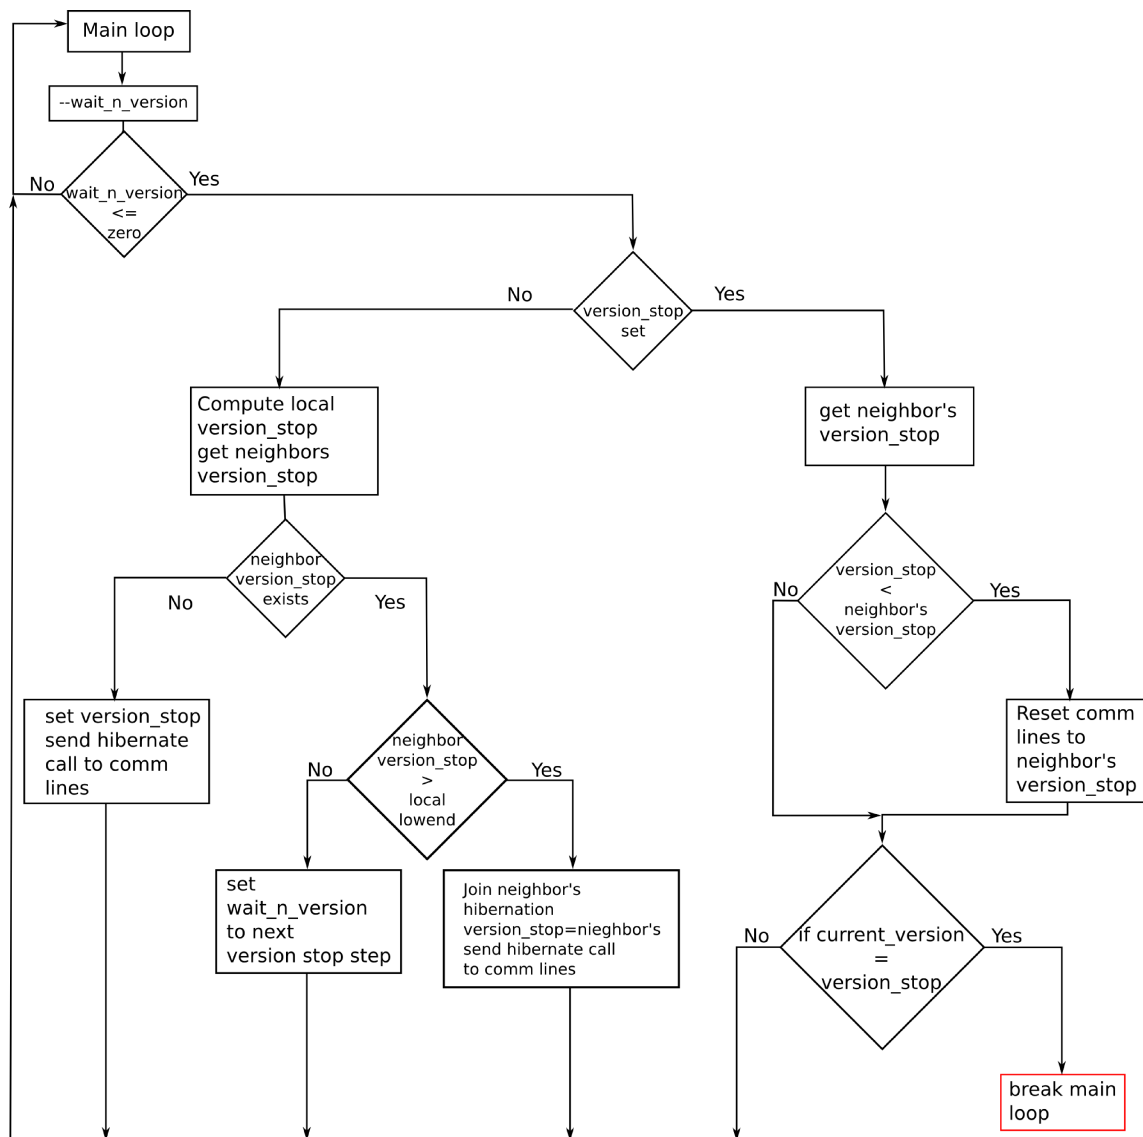 Main loop
--wait_n_version
No
Yes
wait_n_version
<=
zero
No
Yes
version_stop
set
Compute local
version_stop
get neighbors
version_stop
get neighbor's
version_stop
neighbor
version_stop
exists
No
Yes
version_stop
<
neighbor's
version_stop
No
Yes
set version_stop
send hibernate
call to comm
lines
neighbor
version_stop
>
local
lowend
No
Yes
Reset comm
lines to
neighbor's
version_stop
set
wait_n_version
to next
version stop step
Join neighbor's
hibernation
version_stop=nieghbor's
send hibernate call
to comm lines
No
Yes
if current_version
=
version_stop
break main
loop